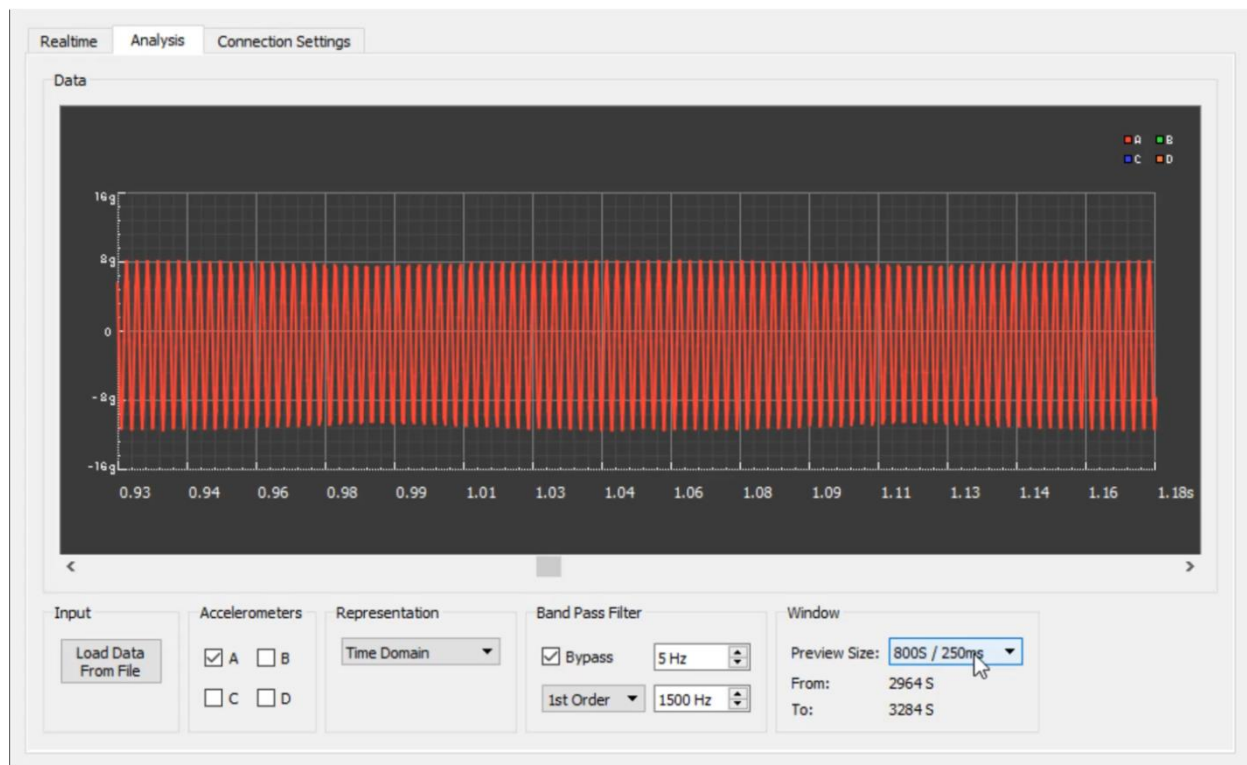 Realtime Analysis Connection Settings
Data
A B
C D
16g
8g
0
-8g
-16g
0.93 0.94 0.96 0.98 0.99 1.01 1.03 1.04 1.06 1.08 1.09 1.11 1.13 1.14 1.16 1.18s
Input
Load Data
From File
Accelerometers
A B
C D
Representation
Time Domain
Band Pass Filter
Bypass 5 Hz
1st Order 1500 Hz
Window
Preview Size: 800S / 250ms
From: 2964 S
To: 3284 S